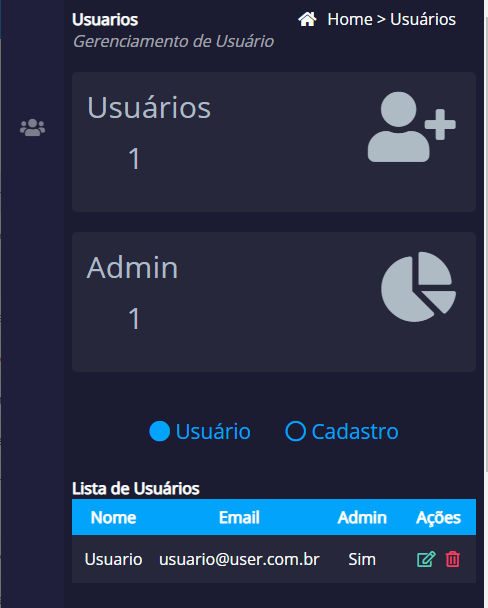 Usuarios
Home > Usuários
Gerenciamento de Usuário
Usuários
1
Admin
1
Usuário Cadastro
Lista de Usuários
Nome Email Admin Ações
Usuario usuario@user.com.br Sim